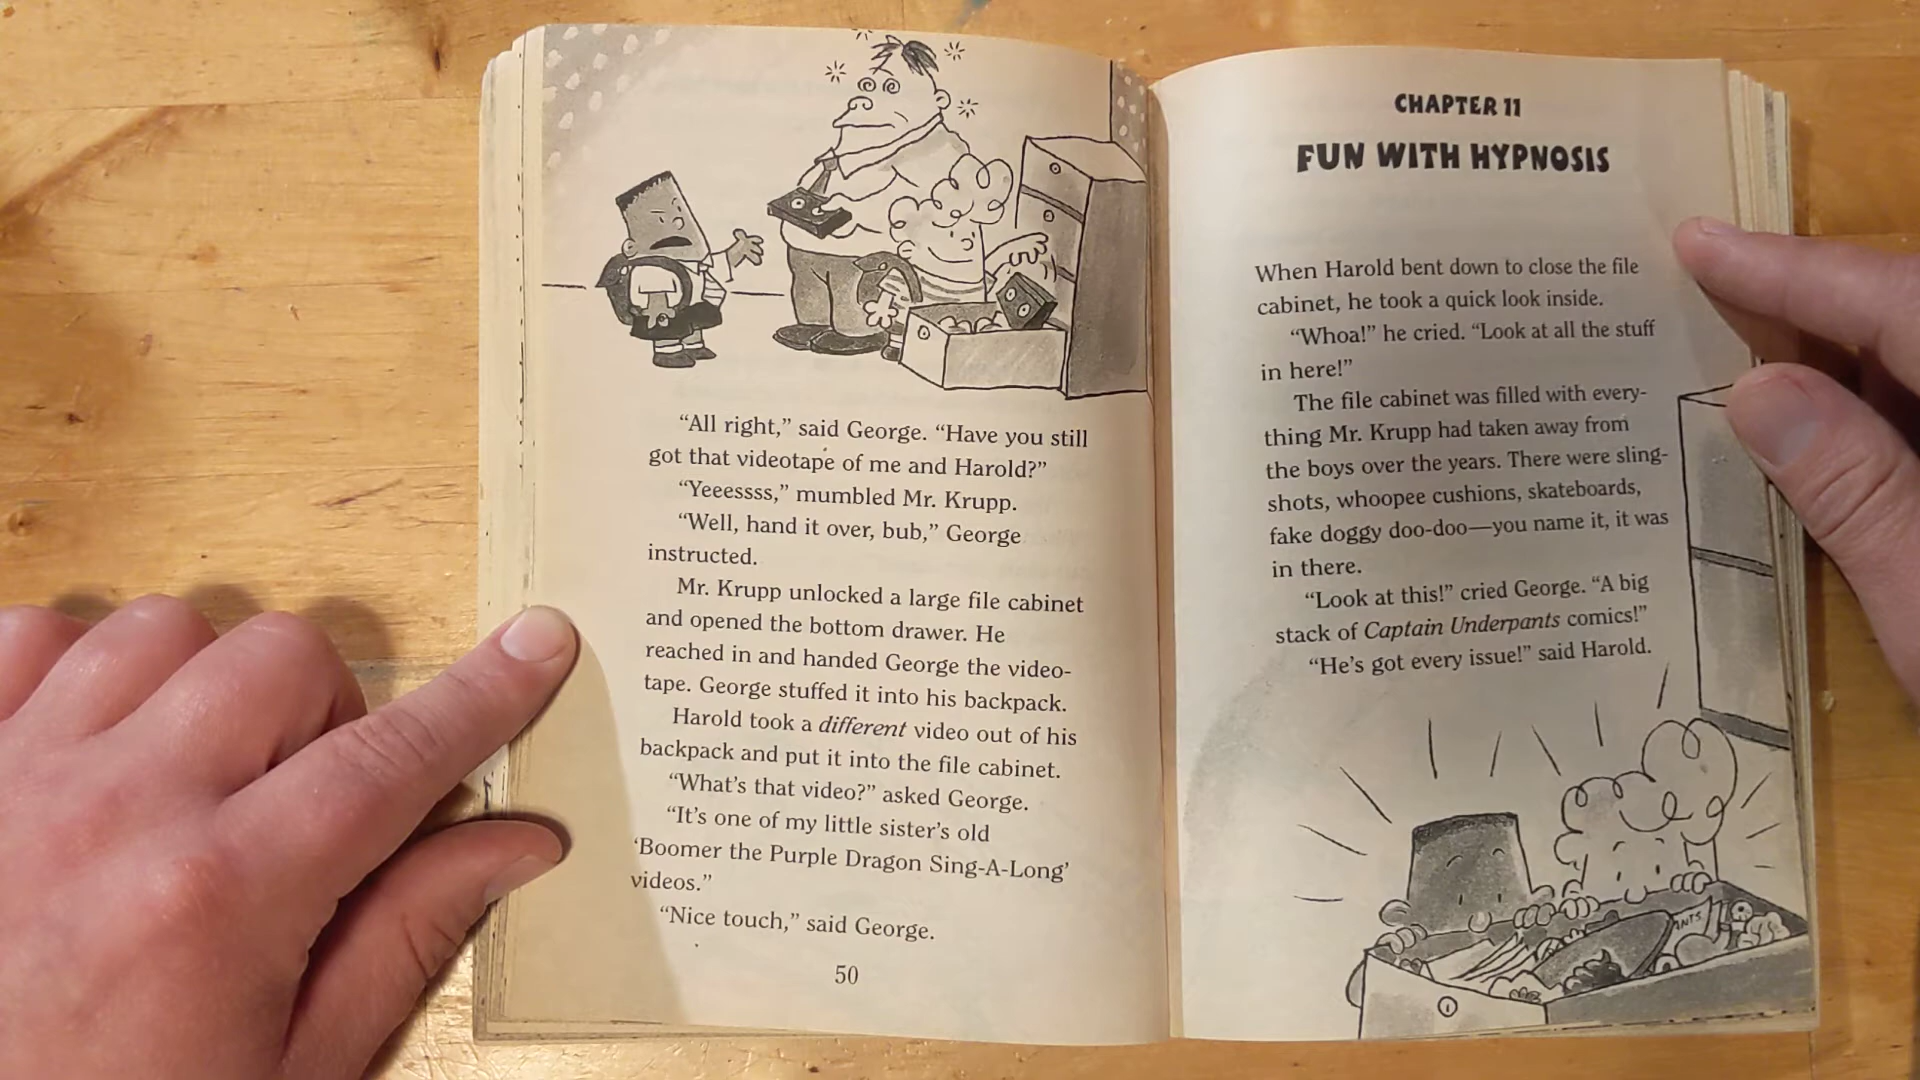 “All right,” said George. “Have you still
got that videotape of me and Harold?”
“Yeeessss,” mumbled Mr. Krupp.
“Well, hand it over, bub,” George
instructed.
Mr. Krupp unlocked a large file cabinet
and opened the bottom drawer. He
reached in and handed George the video-
tape. George stuffed it into his backpack.
Harold took a different video out of his
backpack and put it into the file cabinet.
“What’s that video?” asked George.
“It’s one of my little sister’s old
‘Boomer the Purple Dragon Sing-A-Long’
videos.”
“Nice touch,” said George.
50
CHAPTER 11
FUN WITH HYPNOSIS
When Harold bent down to close the file
cabinet, he took a quick look inside.
“Whoa!” he cried. “Look at all the stuff
in here!”
The file cabinet was filled with every-
thing Mr. Krupp had taken away from
the boys over the years. There were sling-
shots, whoopee cushions, skateboards,
fake doggy doo-doo—you name it, it was
in there.
“Look at this!” cried George. “A big
stack of Captain Underpants comics!”
“He’s got every issue!” said Harold.
ANTS